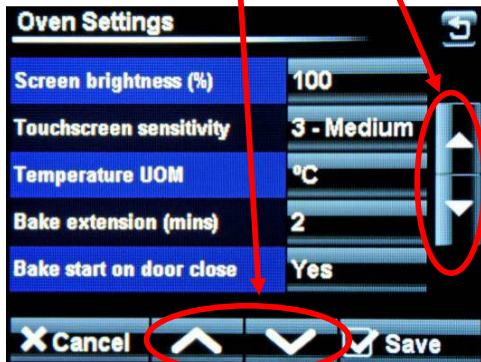 Oven Settings
Screen brightness (%) 100
Touchscreen sensitivity 3 - Medium
Temperature UOM ºC
Bake extension (mins) 2
Bake start on door close Yes
Cancel Save